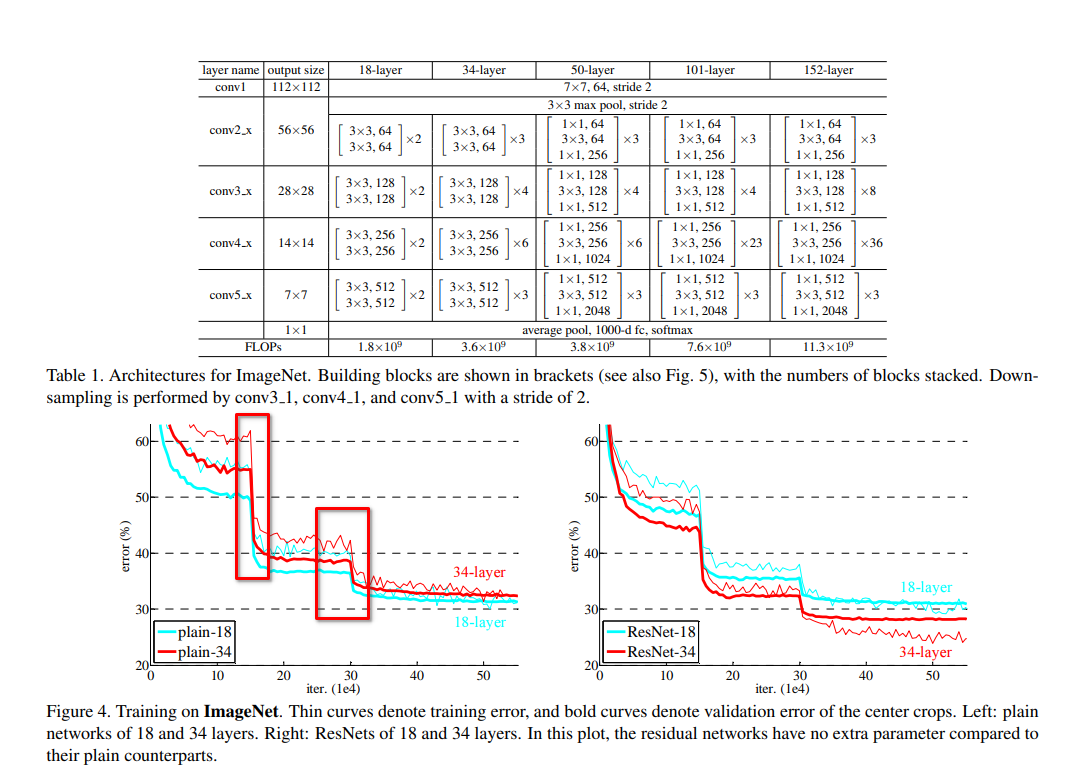 layer name output size 18-layer 34-layer 50-layer 101-layer 152-layer
conv1 112×112 7×7, 64, stride 2
3×3 max pool, stride 2
conv2_x 56×56 [3×3, 64 3×3, 64]×2 [3×3, 64 3×3, 64]×3 [1×1, 64 3×3, 64 1×1, 256]×3 [1×1, 64 3×3, 64 1×1, 256]×3 [1×1, 64 3×3, 64 1×1, 256]×3
conv3_x 28×28 [3×3, 128 3×3, 128]×2 [3×3, 128 3×3, 128]×4 [1×1, 128 3×3, 128 1×1, 512]×4 [1×1, 128 3×3, 128 1×1, 512]×4 [1×1, 128 3×3, 128 1×1, 512]×8
conv4_x 14×14 [3×3, 256 3×3, 256]×2 [3×3, 256 3×3, 256]×6 [1×1, 256 3×3, 256 1×1, 1024]×6 [1×1, 256 3×3, 256 1×1, 1024]×23 [1×1, 256 3×3, 256 1×1, 1024]×36
conv5_x 7×7 [3×3, 512 3×3, 512]×2 [3×3, 512 3×3, 512]×3 [1×1, 512 3×3, 512 1×1, 2048]×3 [1×1, 512 3×3, 512 1×1, 2048]×3 [1×1, 512 3×3, 512 1×1, 2048]×3
1×1 average pool, 1000-d fc, softmax
FLOPs 1.8×10⁹ 3.6×10⁹ 3.8×10⁹ 7.6×10⁹ 11.3×10⁹
Table 1. Architectures for ImageNet. Building blocks are shown in brackets (see also Fig. 5), with the numbers of blocks stacked. Down-
sampling is performed by conv3_1, conv4_1, and conv5_1 with a stride of 2.
60
50
40
30
20
error (%)
0 10 20 30 40 50
iter. (1e4)
34-layer
18-layer
plain-18
plain-34
60
50
40
30
20
error (%)
0 10 20 30 40 50
iter. (1e4)
18-layer
34-layer
ResNet-18
ResNet-34
Figure 4. Training on ImageNet. Thin curves denote training error, and bold curves denote validation error of the center crops. Left: plain
networks of 18 and 34 layers. Right: ResNets of 18 and 34 layers. In this plot, the residual networks have no extra parameter compared to
their plain counterparts.